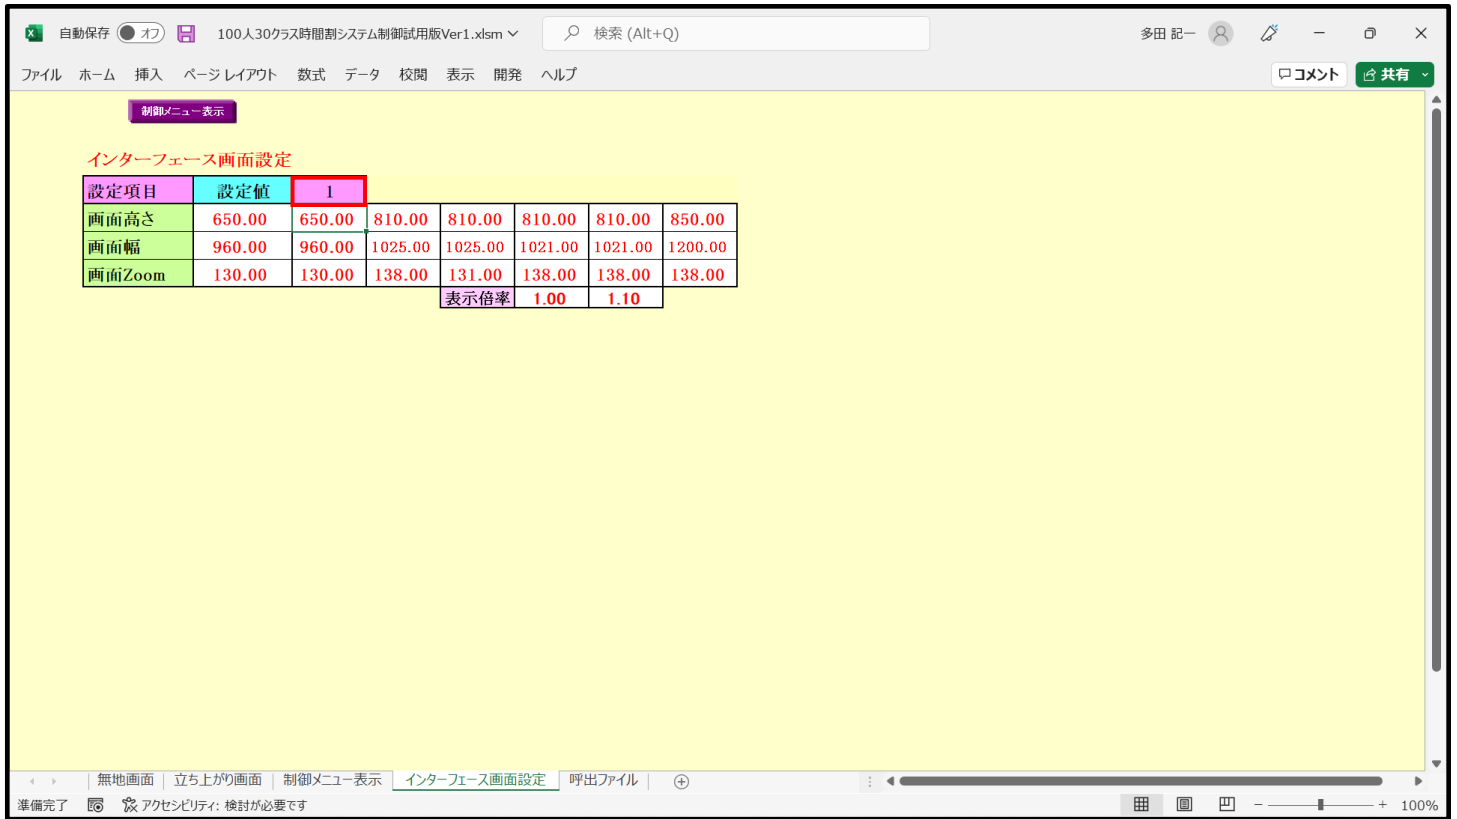 自動保存 オフ 100人30クラス時間割システム制御試用版Ver1.xlsm 検索 (Alt+Q) 多田 記一
ファイル ホーム 挿入 ページ レイアウト 数式 データ 校閲 表示 開発 ヘルプ コメント 共有
制御メニュー表示
インターフェース画面設定
設定項目 設定値 1
画面高さ 650.00 650.00 810.00 810.00 810.00 810.00 850.00
画面幅 960.00 960.00 1025.00 1025.00 1021.00 1021.00 1200.00
画面Zoom 130.00 130.00 138.00 131.00 138.00 138.00 138.00
表示倍率 1.00 1.10
無地画面 立ち上がり画面 制御メニュー表示 インターフェース画面設定 呼出ファイル
準備完了 アクセシビリティ: 検討が必要です 100%